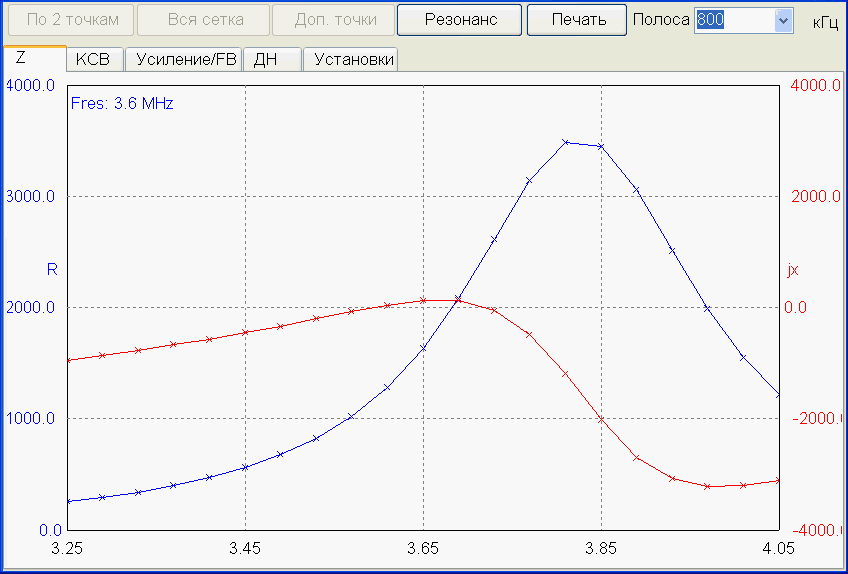 По 2 точкам Вся сетка Доп. точки Резонанс Печать Полоса 800 кГц
Z КСВ Усиление/FB ДН Установки
4000.0 4000.0
Fres: 3.6 MHz
3000.0 2000.0
R jx
2000.0 0.0
1000.0 -2000.0
0.0 -4000.0
3.25 3.45 3.65 3.85 4.05